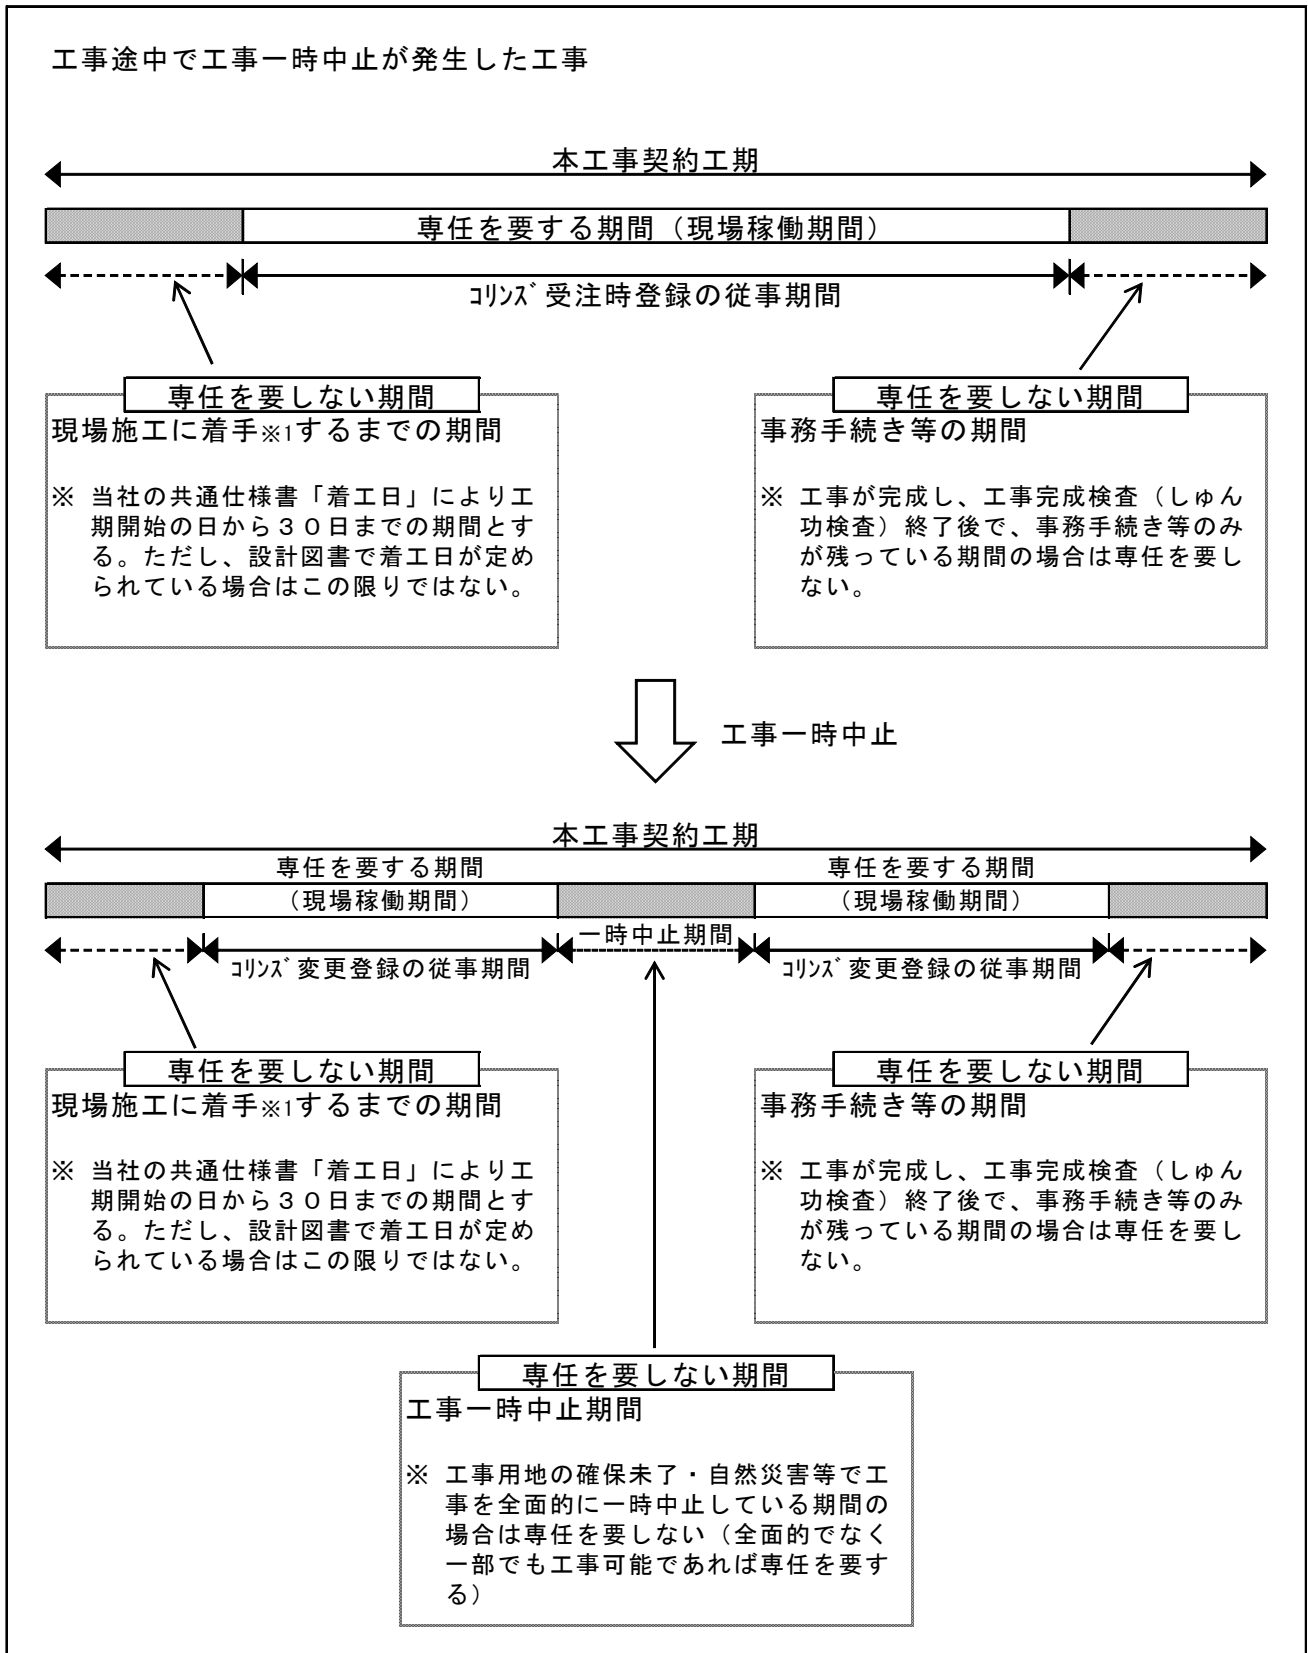 工事途中で工事一時中止が発生した工事
本工事契約工期
専任を要する期間（現場稼働期間）
ｺﾘﾝｽﾞ受注時登録の従事期間
専任を要しない期間
現場施工に着手※1するまでの期間
※ 当社の共通仕様書「着工日」により工
期開始の日から３０日までの期間とす
る。ただし、設計図書で着工日が定め
られている場合はこの限りではない。
専任を要しない期間
事務手続き等の期間
※ 工事が完成し、工事完成検査（しゅん
功検査）終了後で、事務手続き等のみ
が残っている期間の場合は専任を要し
ない。
工事一時中止
本工事契約工期
専任を要する期間
（現場稼働期間）
専任を要する期間
（現場稼働期間）
一時中止期間
ｺﾘﾝｽﾞ変更登録の従事期間
ｺﾘﾝｽﾞ変更登録の従事期間
専任を要しない期間
現場施工に着手※1するまでの期間
※ 当社の共通仕様書「着工日」により工
期開始の日から３０日までの期間とす
る。ただし、設計図書で着工日が定め
られている場合はこの限りではない。
専任を要しない期間
事務手続き等の期間
※ 工事が完成し、工事完成検査（しゅん
功検査）終了後で、事務手続き等のみ
が残っている期間の場合は専任を要し
ない。
専任を要しない期間
工事一時中止期間
※ 工事用地の確保未了・自然災害等で工
事を全面的に一時中止している期間の
場合は専任を要しない（全面的でなく
一部でも工事可能であれば専任を要す
る）